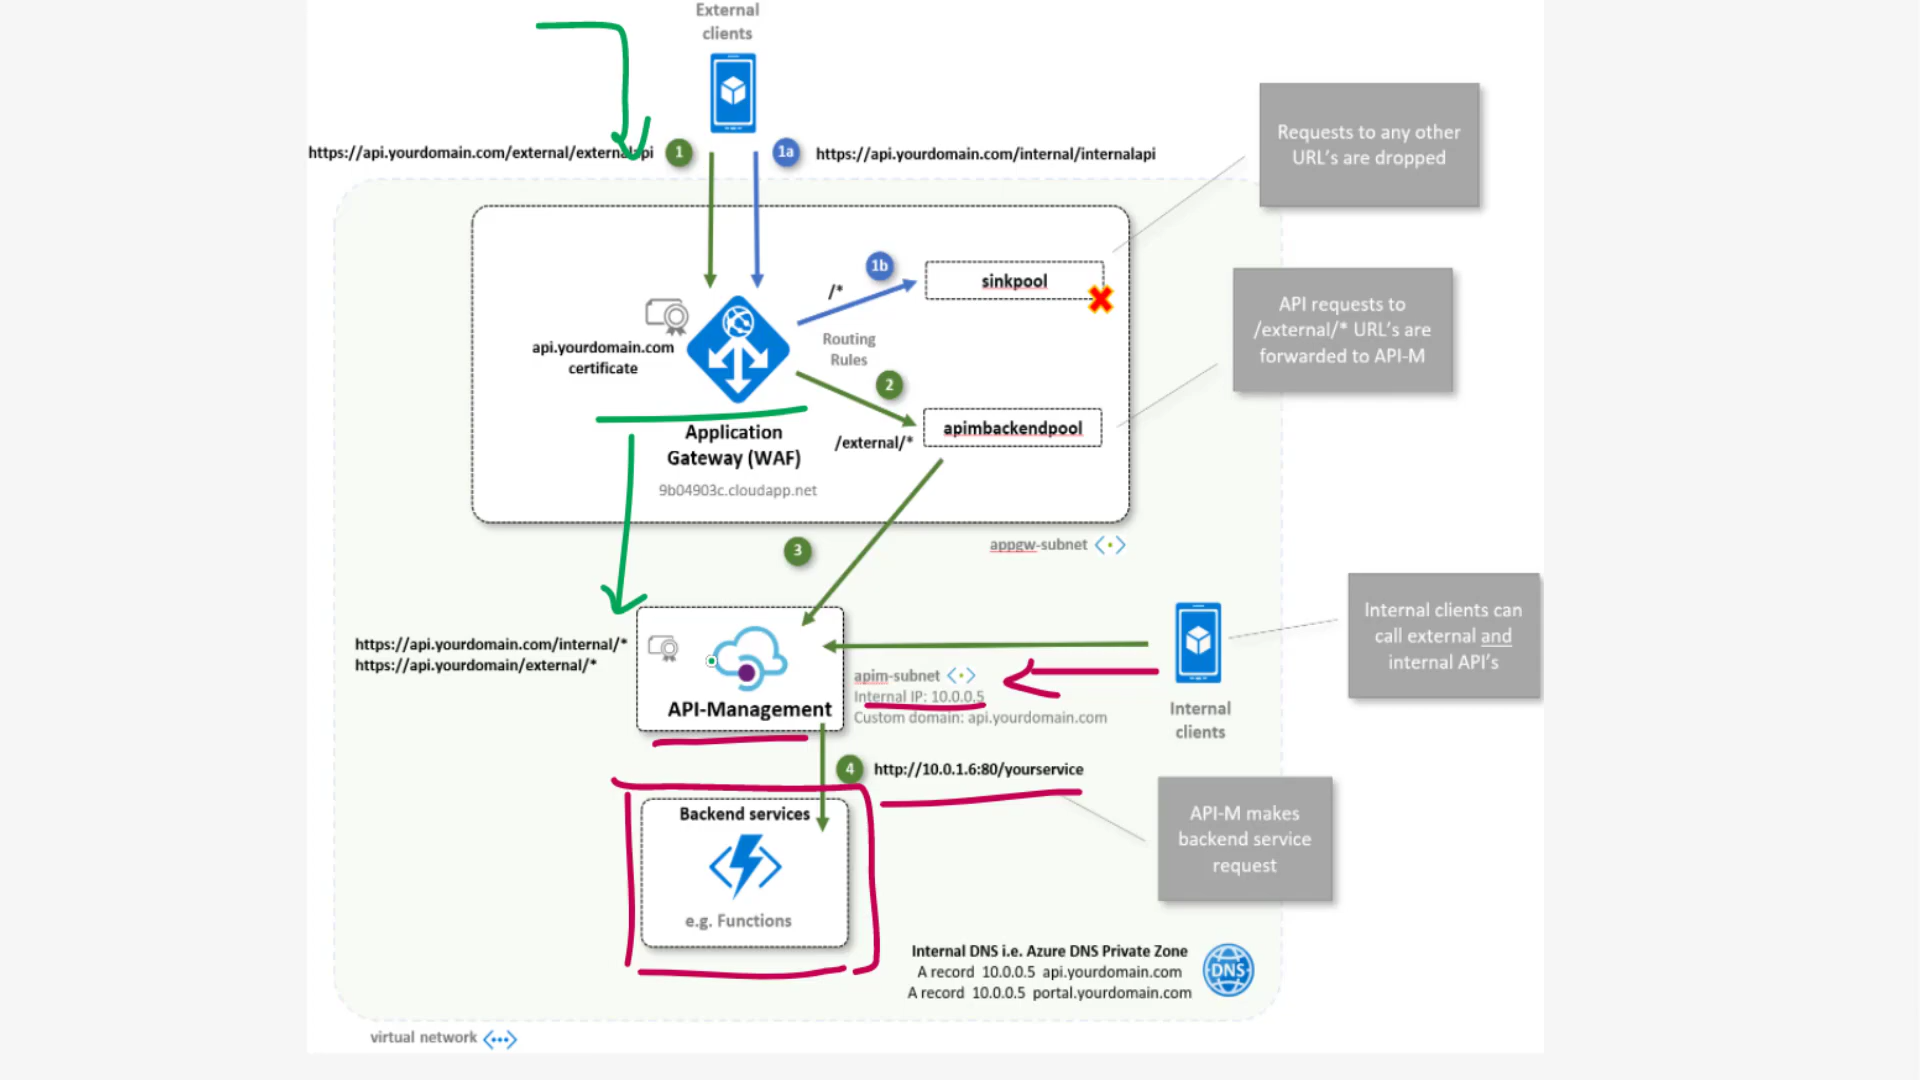 External
clients
https://api.yourdomain.com/external/externalapi
1
1a
https://api.yourdomain.com/internal/internalapi
Requests to any other
URL's are dropped
1b
/*
sinkpool
Routing
Rules
api.yourdomain.com
certificate
API requests to
/external/* URL's are
forwarded to API-M
2
/external/*
apimbackendpool
Application
Gateway (WAF)
9b04903c.cloudapp.net
appgw-subnet
3
https://api.yourdomain.com/internal/*
https://api.yourdomain/external/*
API-Management
apim-subnet
Internal IP: 10.0.0.5
Custom domain: api.yourdomain.com
Internal
clients
Internal clients can
call external and
internal API's
4
http://10.0.1.6:80/yourservice
API-M makes
backend service
request
Backend services
e.g. Functions
Internal DNS i.e. Azure DNS Private Zone
A record 10.0.0.5 api.yourdomain.com
A record 10.0.0.5 portal.yourdomain.com
DNS
virtual network